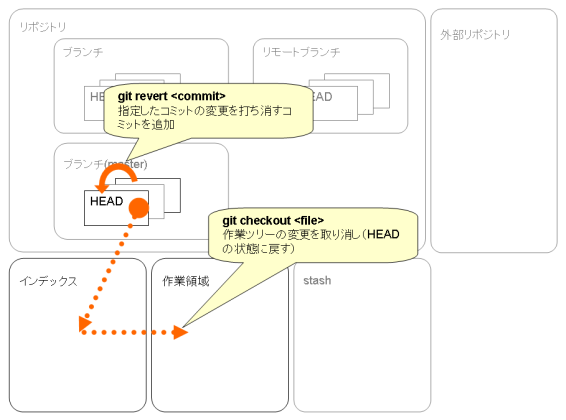 リポジトリ
外部リポジトリ
ブランチ
リモートブランチ
HE
EAD
git revert <commit>
指定したコミットの変更を打ち消すコ
ミットを追加
ブランチ(master)
HEAD
git checkout <file>
作業ツリーの変更を取り消し（HEAD
の状態に戻す）
インデックス
作業領域
stash